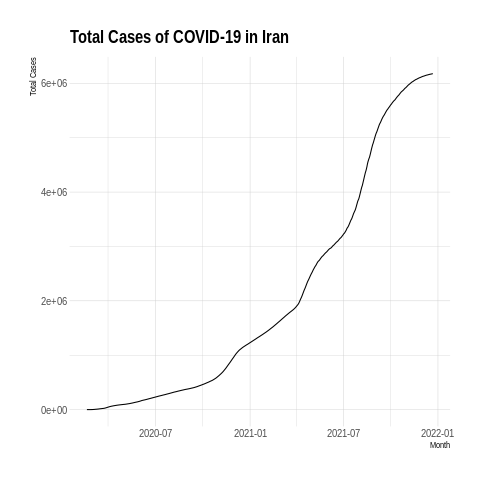 Total Cases of COVID-19 in Iran
Total Cases
6e+06
4e+06
2e+06
0e+00
2020-07 2021-01 2021-07 2022-01
Month